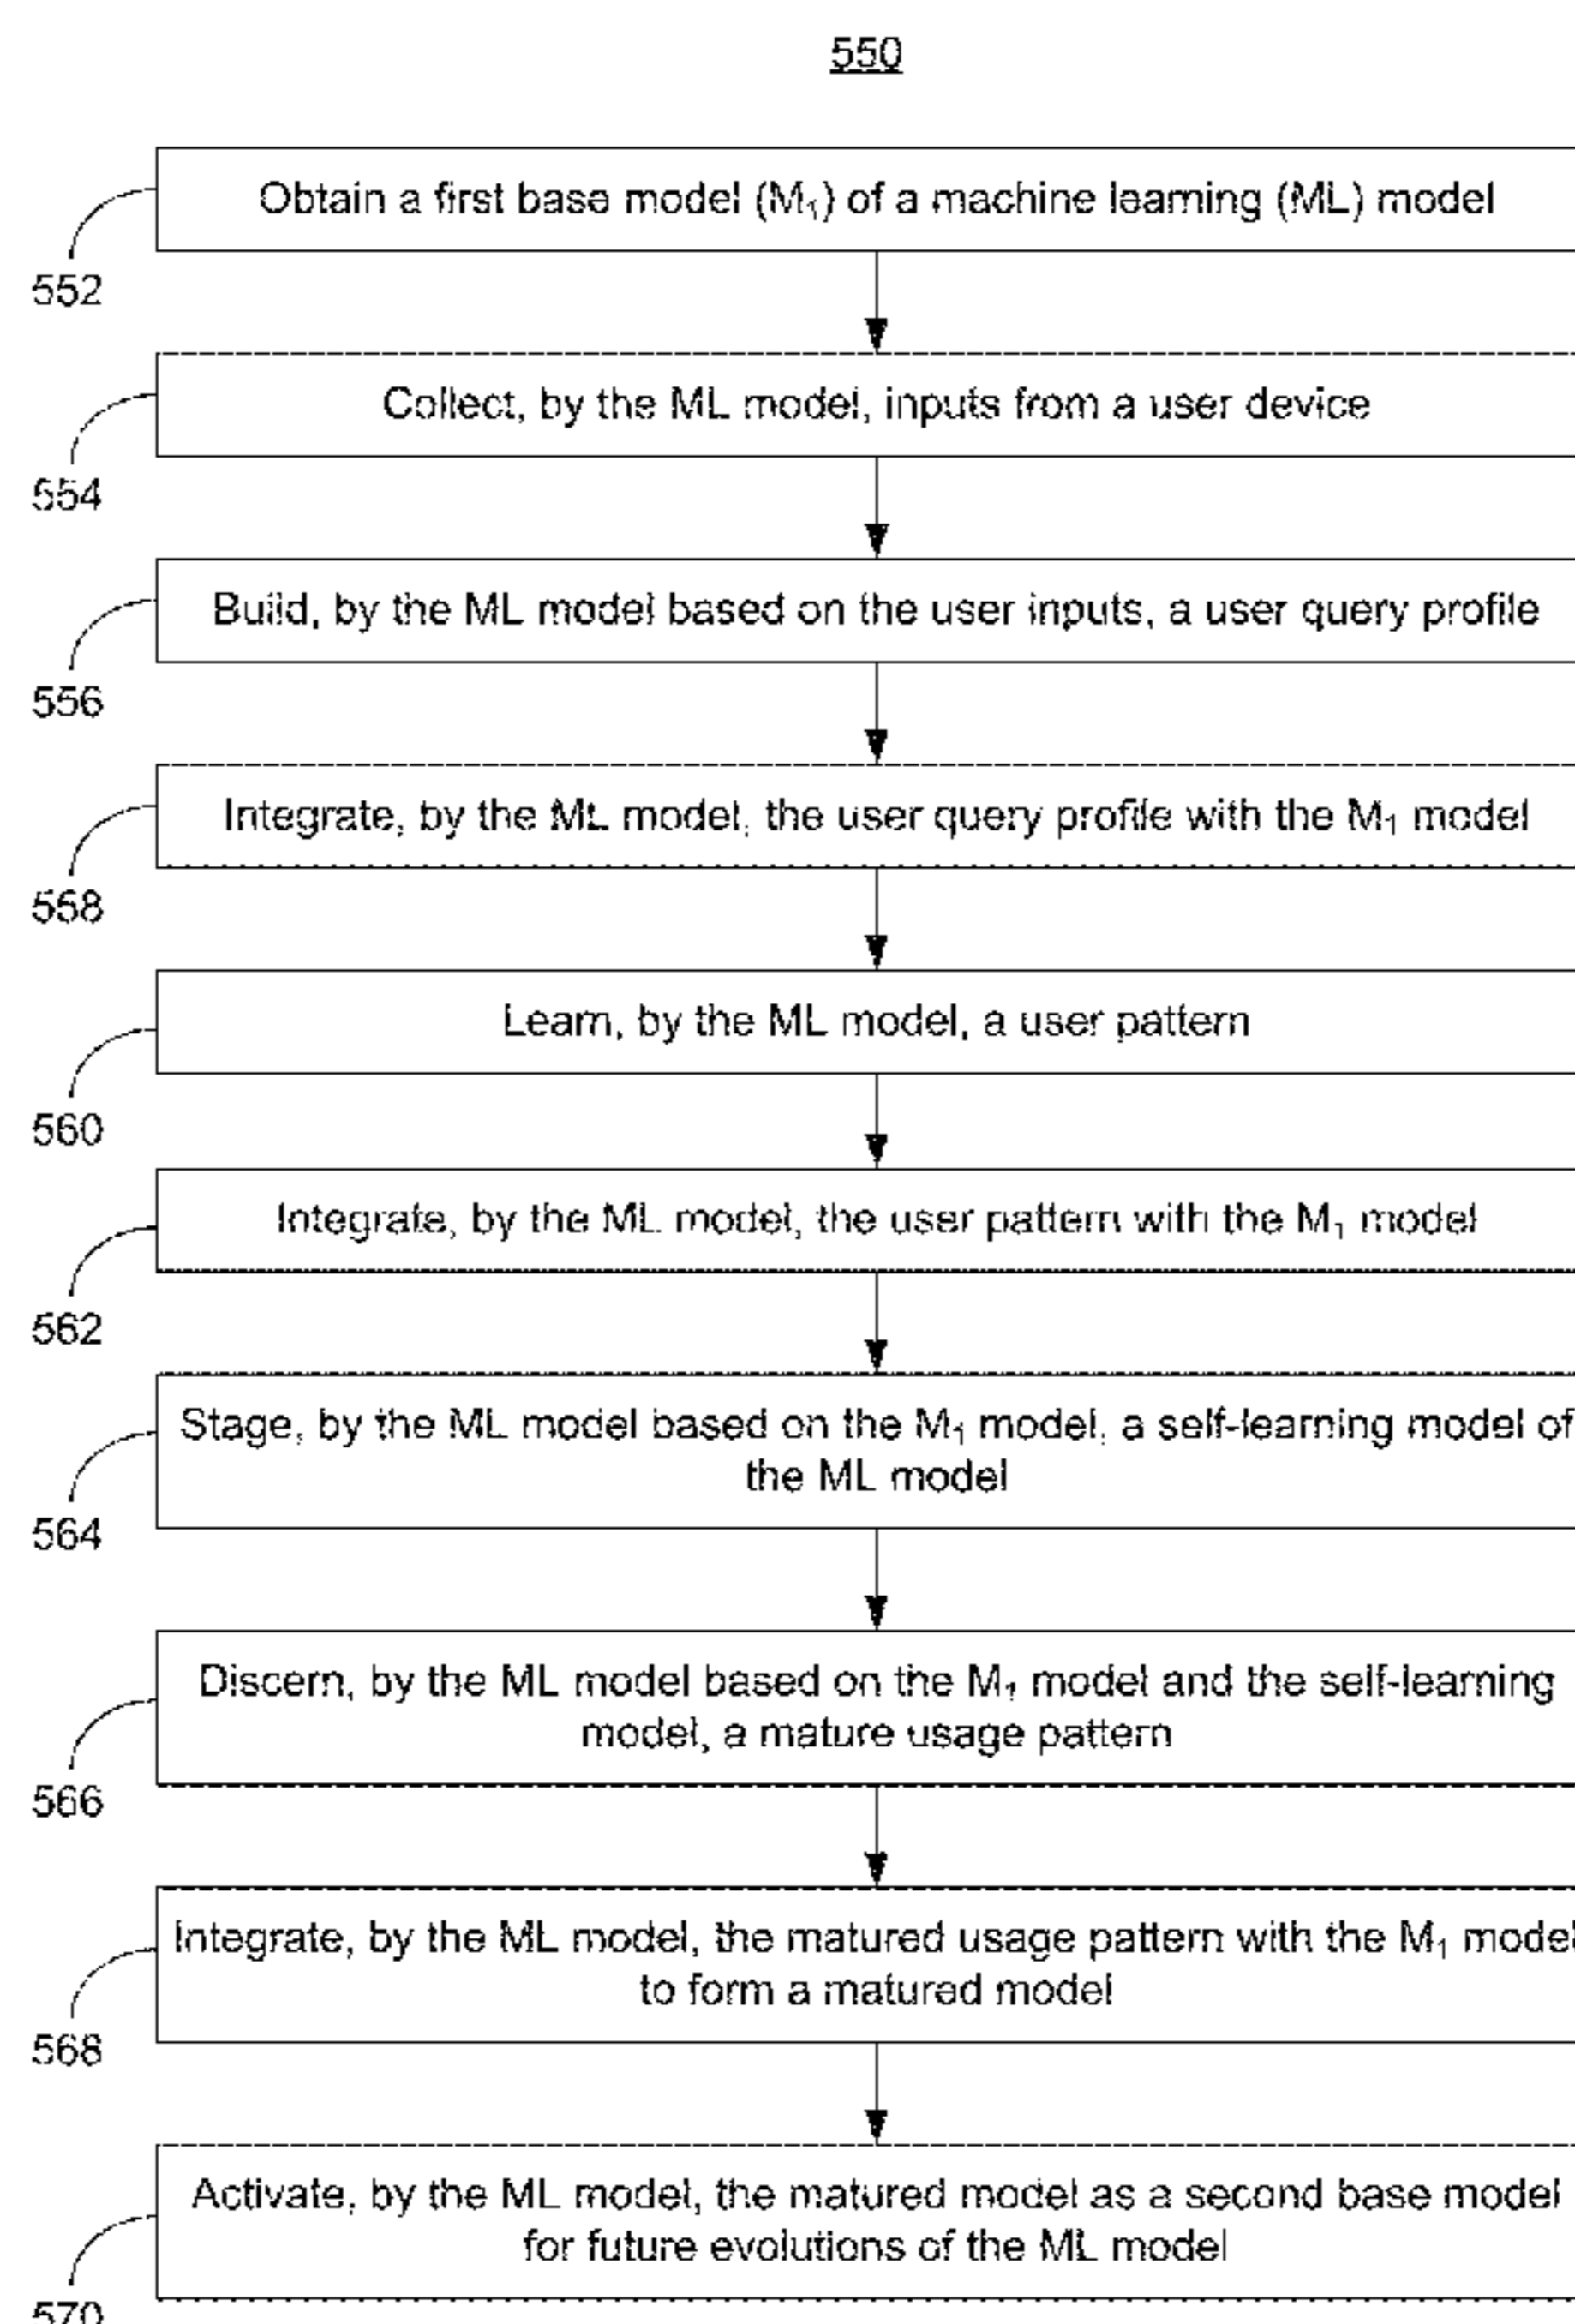 550
Obtain a first base model (M₁) of a machine learning (ML) model
552
Collect, by the ML model, inputs from a user device
554
Build, by the ML model based on the user inputs, a user query profile
556
Integrate, by the ML model, the user query profile with the M₁ model
558
Learn, by the ML model, a user pattern
560
Integrate, by the ML model, the user pattern with the M₁ model
562
Stage, by the ML model based on the M₁ model, a self-learning model of
the ML model
564
Discern, by the ML model based on the M₁ model and the self-learning
model, a mature usage pattern
566
Integrate, by the ML model, the matured usage pattern with the M₁ model
to form a matured model
568
Activate, by the ML model, the matured model as a second base model
for future evolutions of the ML model
570